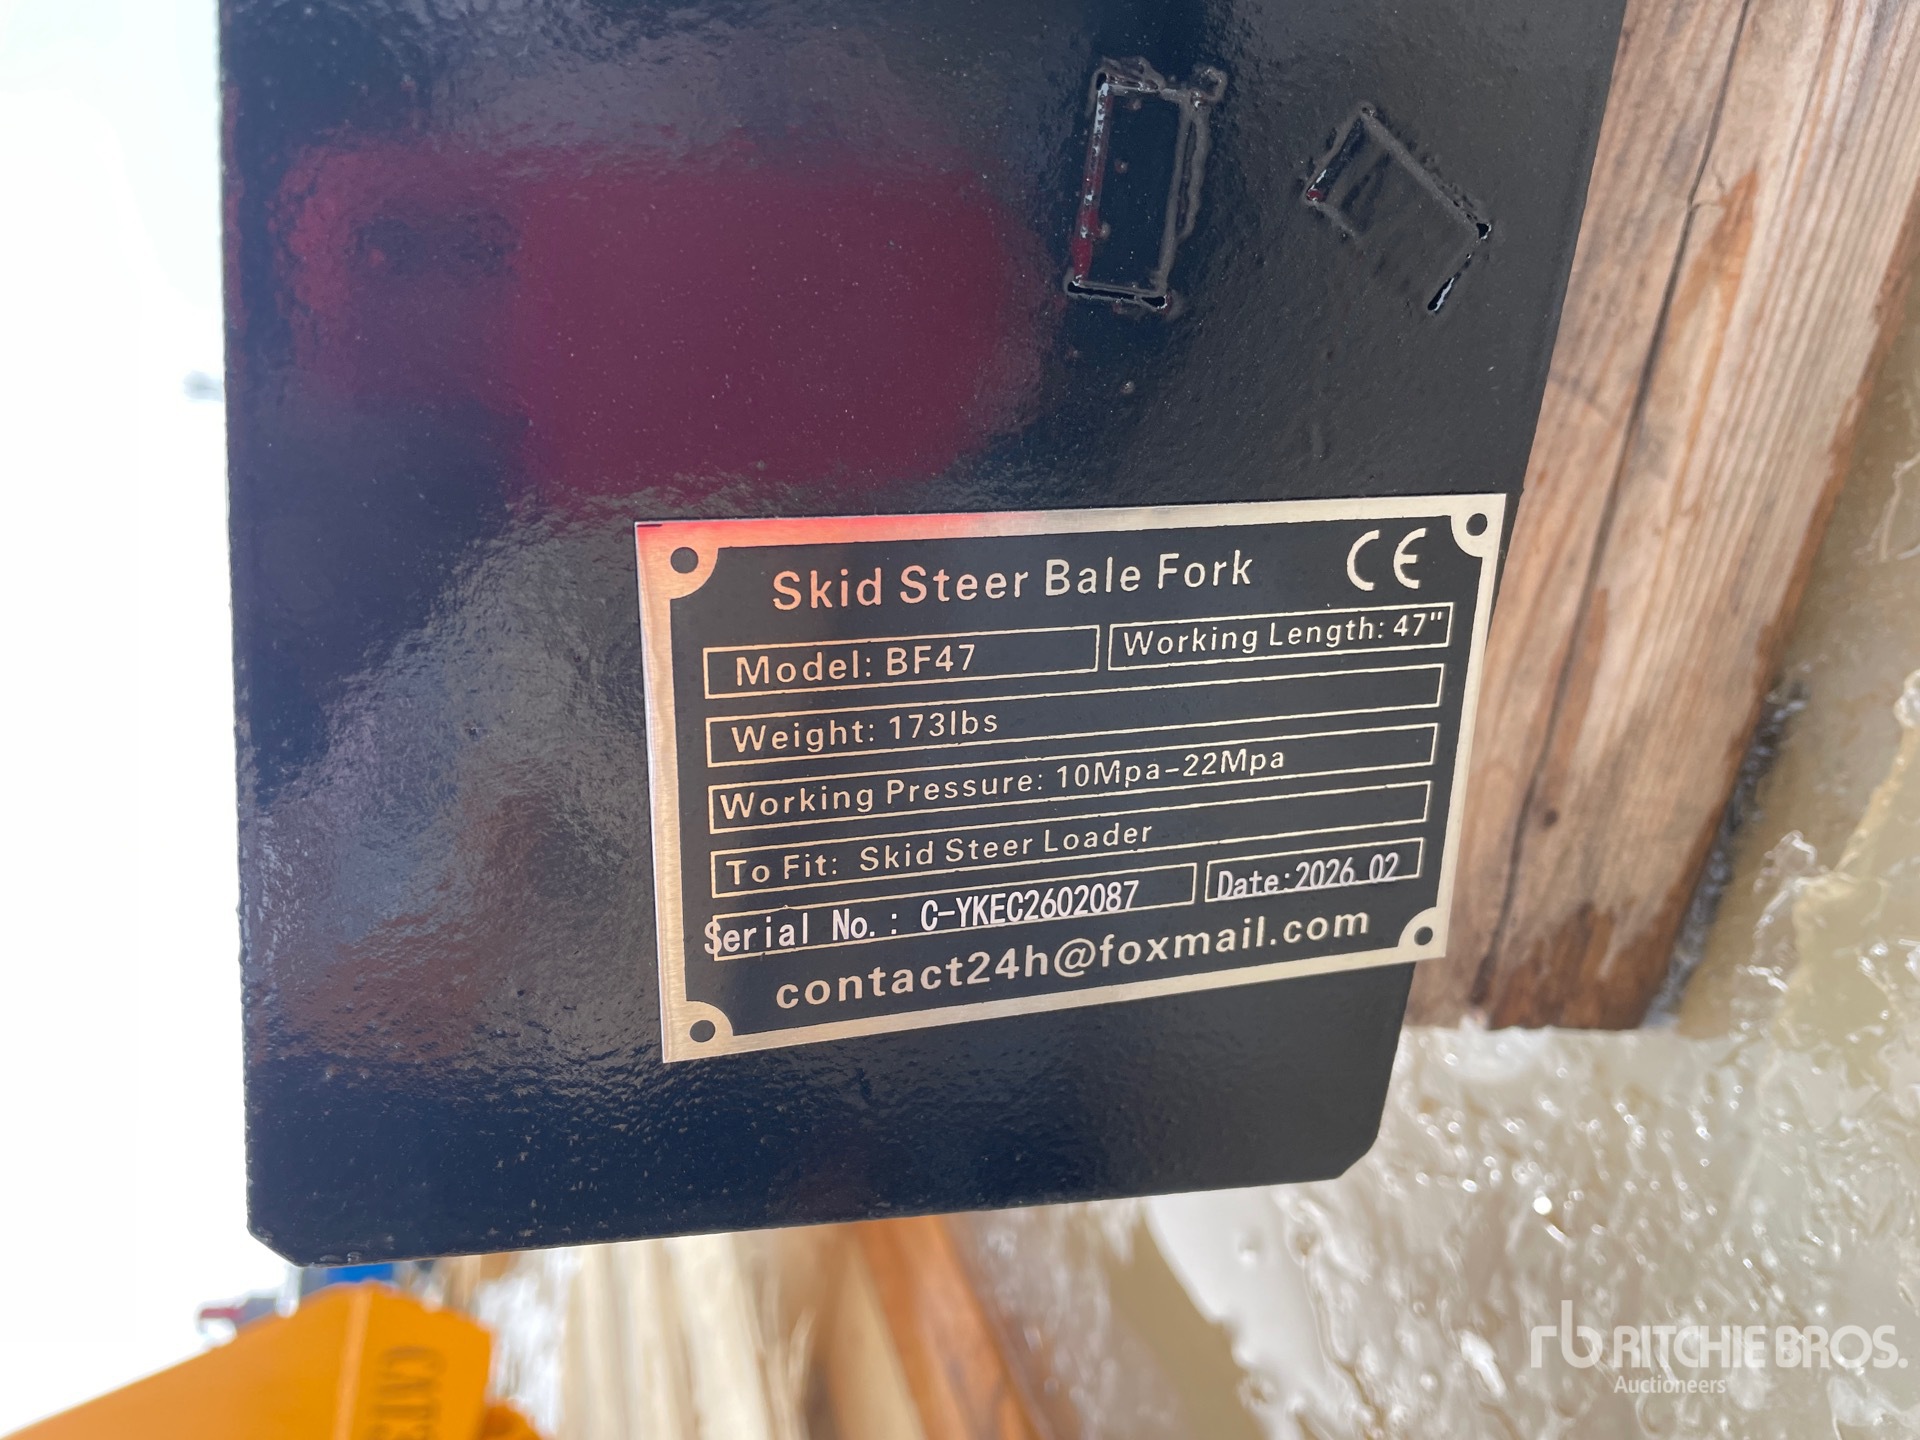 Skid Steer Bale Fork CE
Model: BF47 Working Length: 47"
Weight: 173lbs
Working Pressure: 10Mpa-22Mpa
To Fit: Skid Steer Loader
Serial No.: C-YKEC2602087 Date:2026 02
contact24h@foxmail.com
rb RITCHIE BROS.
Auctioneers